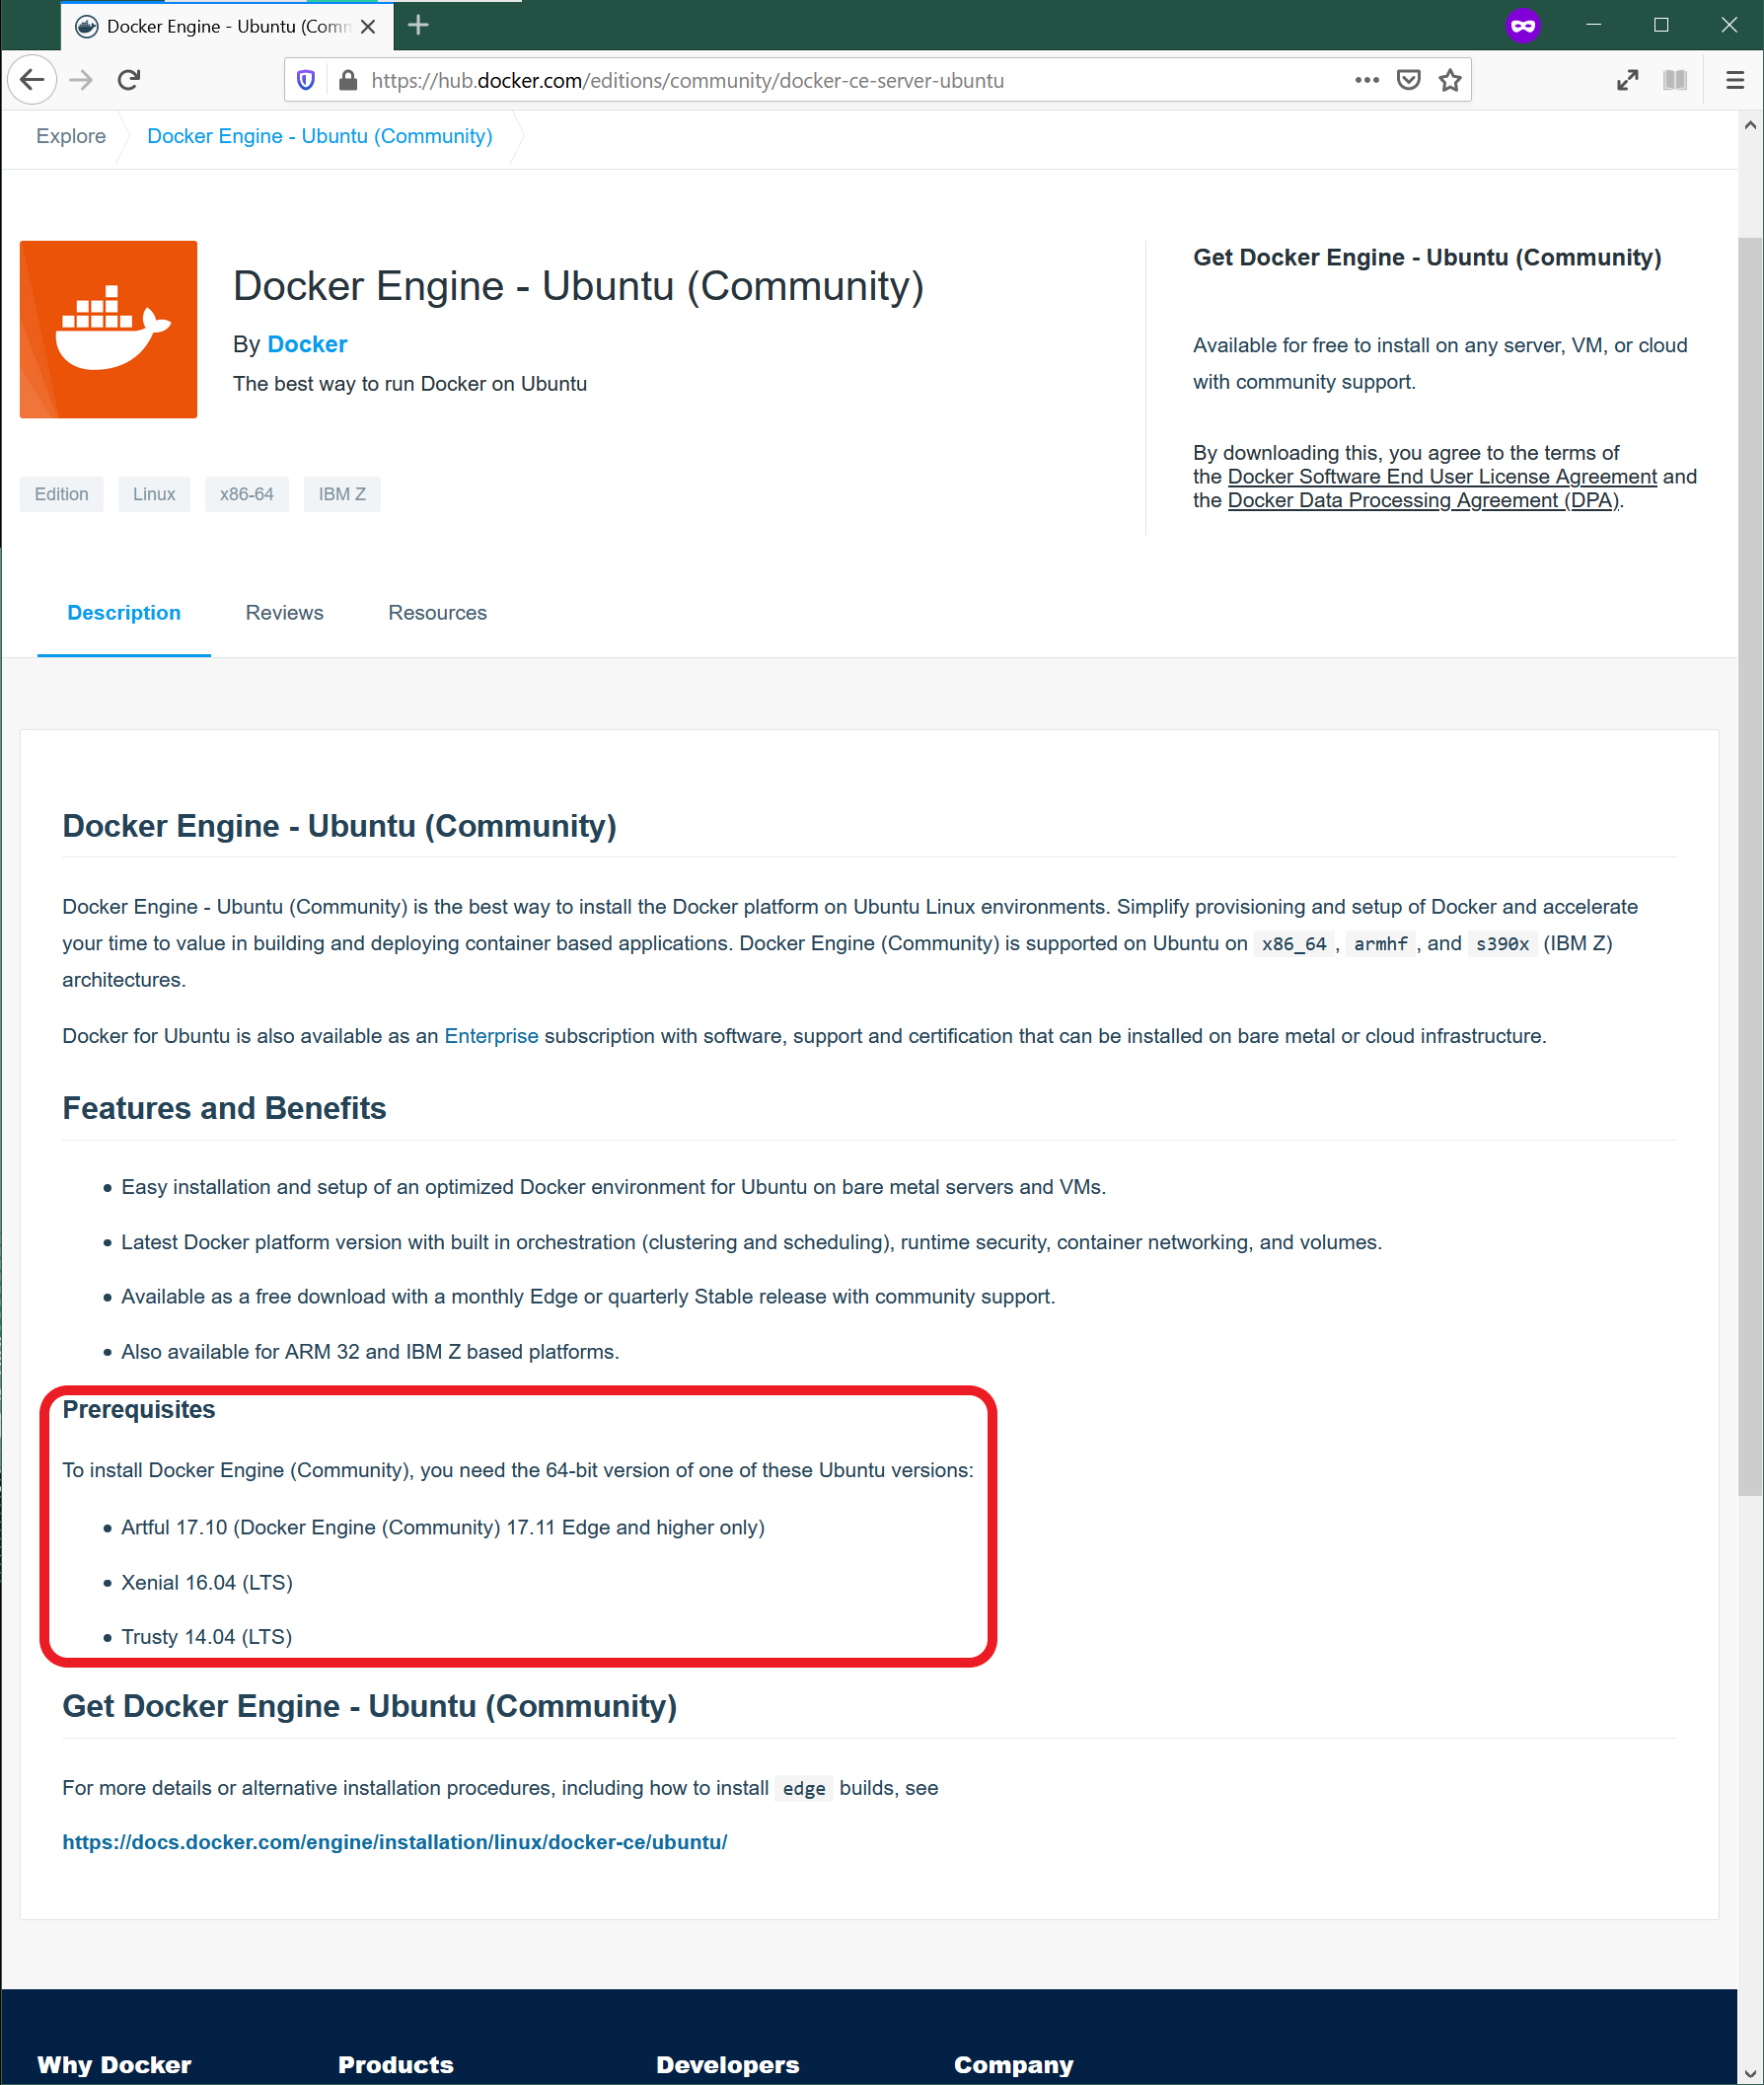 Docker Engine - Ubuntu (Comm
https://hub.docker.com/editions/community/docker-ce-server-ubuntu
Explore
Docker Engine - Ubuntu (Community)
Docker Engine - Ubuntu (Community)
By Docker
The best way to run Docker on Ubuntu
Edition
Linux
x86-64
IBM Z
Get Docker Engine - Ubuntu (Community)
Available for free to install on any server, VM, or cloud
with community support.
By downloading this, you agree to the terms of
the Docker Software End User License Agreement and
the Docker Data Processing Agreement (DPA).
Description
Reviews
Resources
Docker Engine - Ubuntu (Community)
Docker Engine - Ubuntu (Community) is the best way to install the Docker platform on Ubuntu Linux environments. Simplify provisioning and setup of Docker and accelerate
your time to value in building and deploying container based applications. Docker Engine (Community) is supported on Ubuntu on x86_64 , armhf , and s390x (IBM Z)
architectures.
Docker for Ubuntu is also available as an Enterprise subscription with software, support and certification that can be installed on bare metal or cloud infrastructure.
Features and Benefits
• Easy installation and setup of an optimized Docker environment for Ubuntu on bare metal servers and VMs.
• Latest Docker platform version with built in orchestration (clustering and scheduling), runtime security, container networking, and volumes.
• Available as a free download with a monthly Edge or quarterly Stable release with community support.
• Also available for ARM 32 and IBM Z based platforms.
Prerequisites
To install Docker Engine (Community), you need the 64-bit version of one of these Ubuntu versions:
• Artful 17.10 (Docker Engine (Community) 17.11 Edge and higher only)
• Xenial 16.04 (LTS)
• Trusty 14.04 (LTS)
Get Docker Engine - Ubuntu (Community)
For more details or alternative installation procedures, including how to install edge builds, see
https://docs.docker.com/engine/installation/linux/docker-ce/ubuntu/
Why Docker
Products
Developers
Company